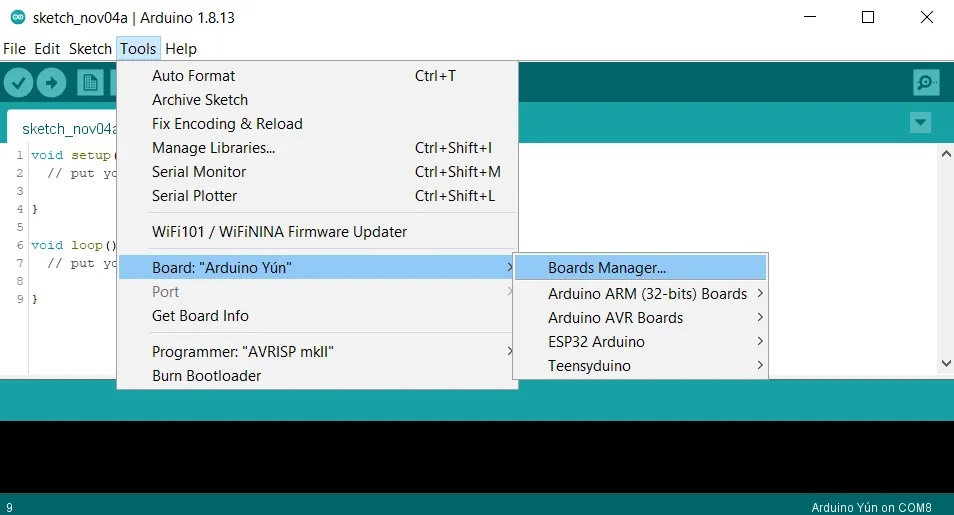 sketch_nov04a | Arduino 1.8.13
File Edit Sketch Tools Help
Auto Format Ctrl+T
Archive Sketch
Fix Encoding & Reload
Manage Libraries... Ctrl+Shift+I
Serial Monitor Ctrl+Shift+M
Serial Plotter Ctrl+Shift+L
WiFi101 / WiFiNINA Firmware Updater
Board: "Arduino Yún"
Port
Get Board Info
Programmer: "AVRISP mkII"
Burn Bootloader
Boards Manager...
Arduino ARM (32-bits) Boards
Arduino AVR Boards
ESP32 Arduino
Teensyduino
sketch_nov04a
1 void setup(
2 // put yo
3
4 }
5
6 void loop()
7 // put yo
8
9 }
9 Arduino Yún on COM8